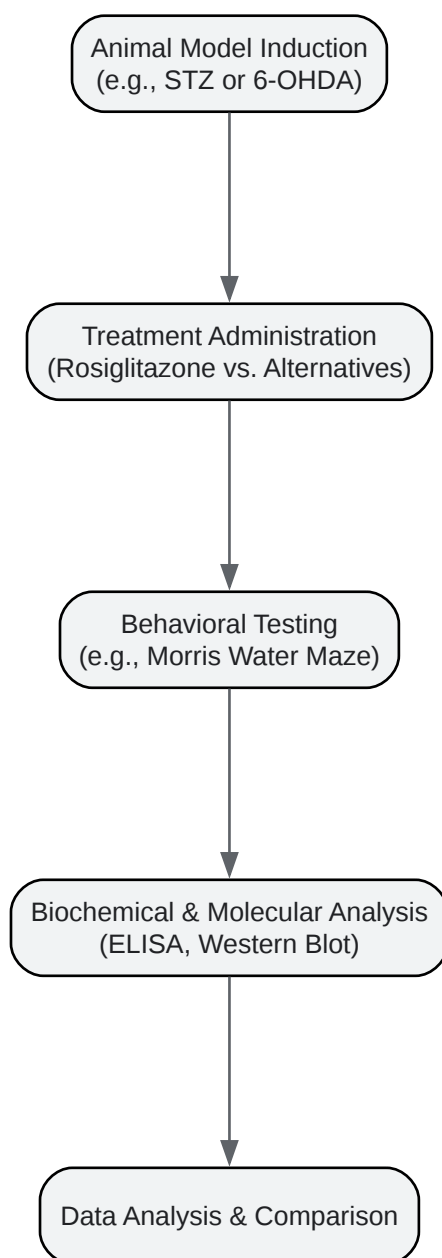 Animal Model Induction
(e.g., STZ or 6-OHDA)
Treatment Administration
(Rosiglitazone vs. Alternatives)
Behavioral Testing
(e.g., Morris Water Maze)
Biochemical & Molecular Analysis
(ELISA, Western Blot)
Data Analysis & Comparison